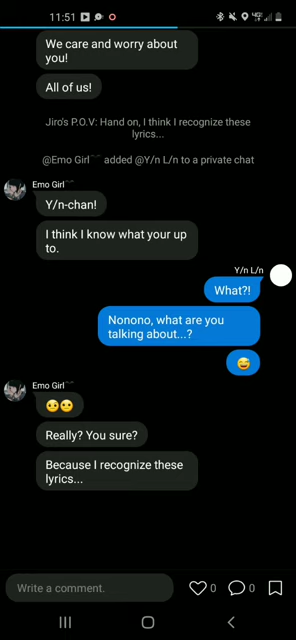 11:51
We care and worry about
you!
All of us!
Jiro's P.O.V: Hand on, I think I recognize these
lyrics...
@Emo Girl added @Y/n L/n to a private chat
Emo Girl
Y/n-chan!
I think I know what your up
to.
Y/n L/n
What?!
Nonono, what are you
talking about...?
Emo Girl
Really? You sure?
Because I recognize these
lyrics...
Write a comment.
0
0